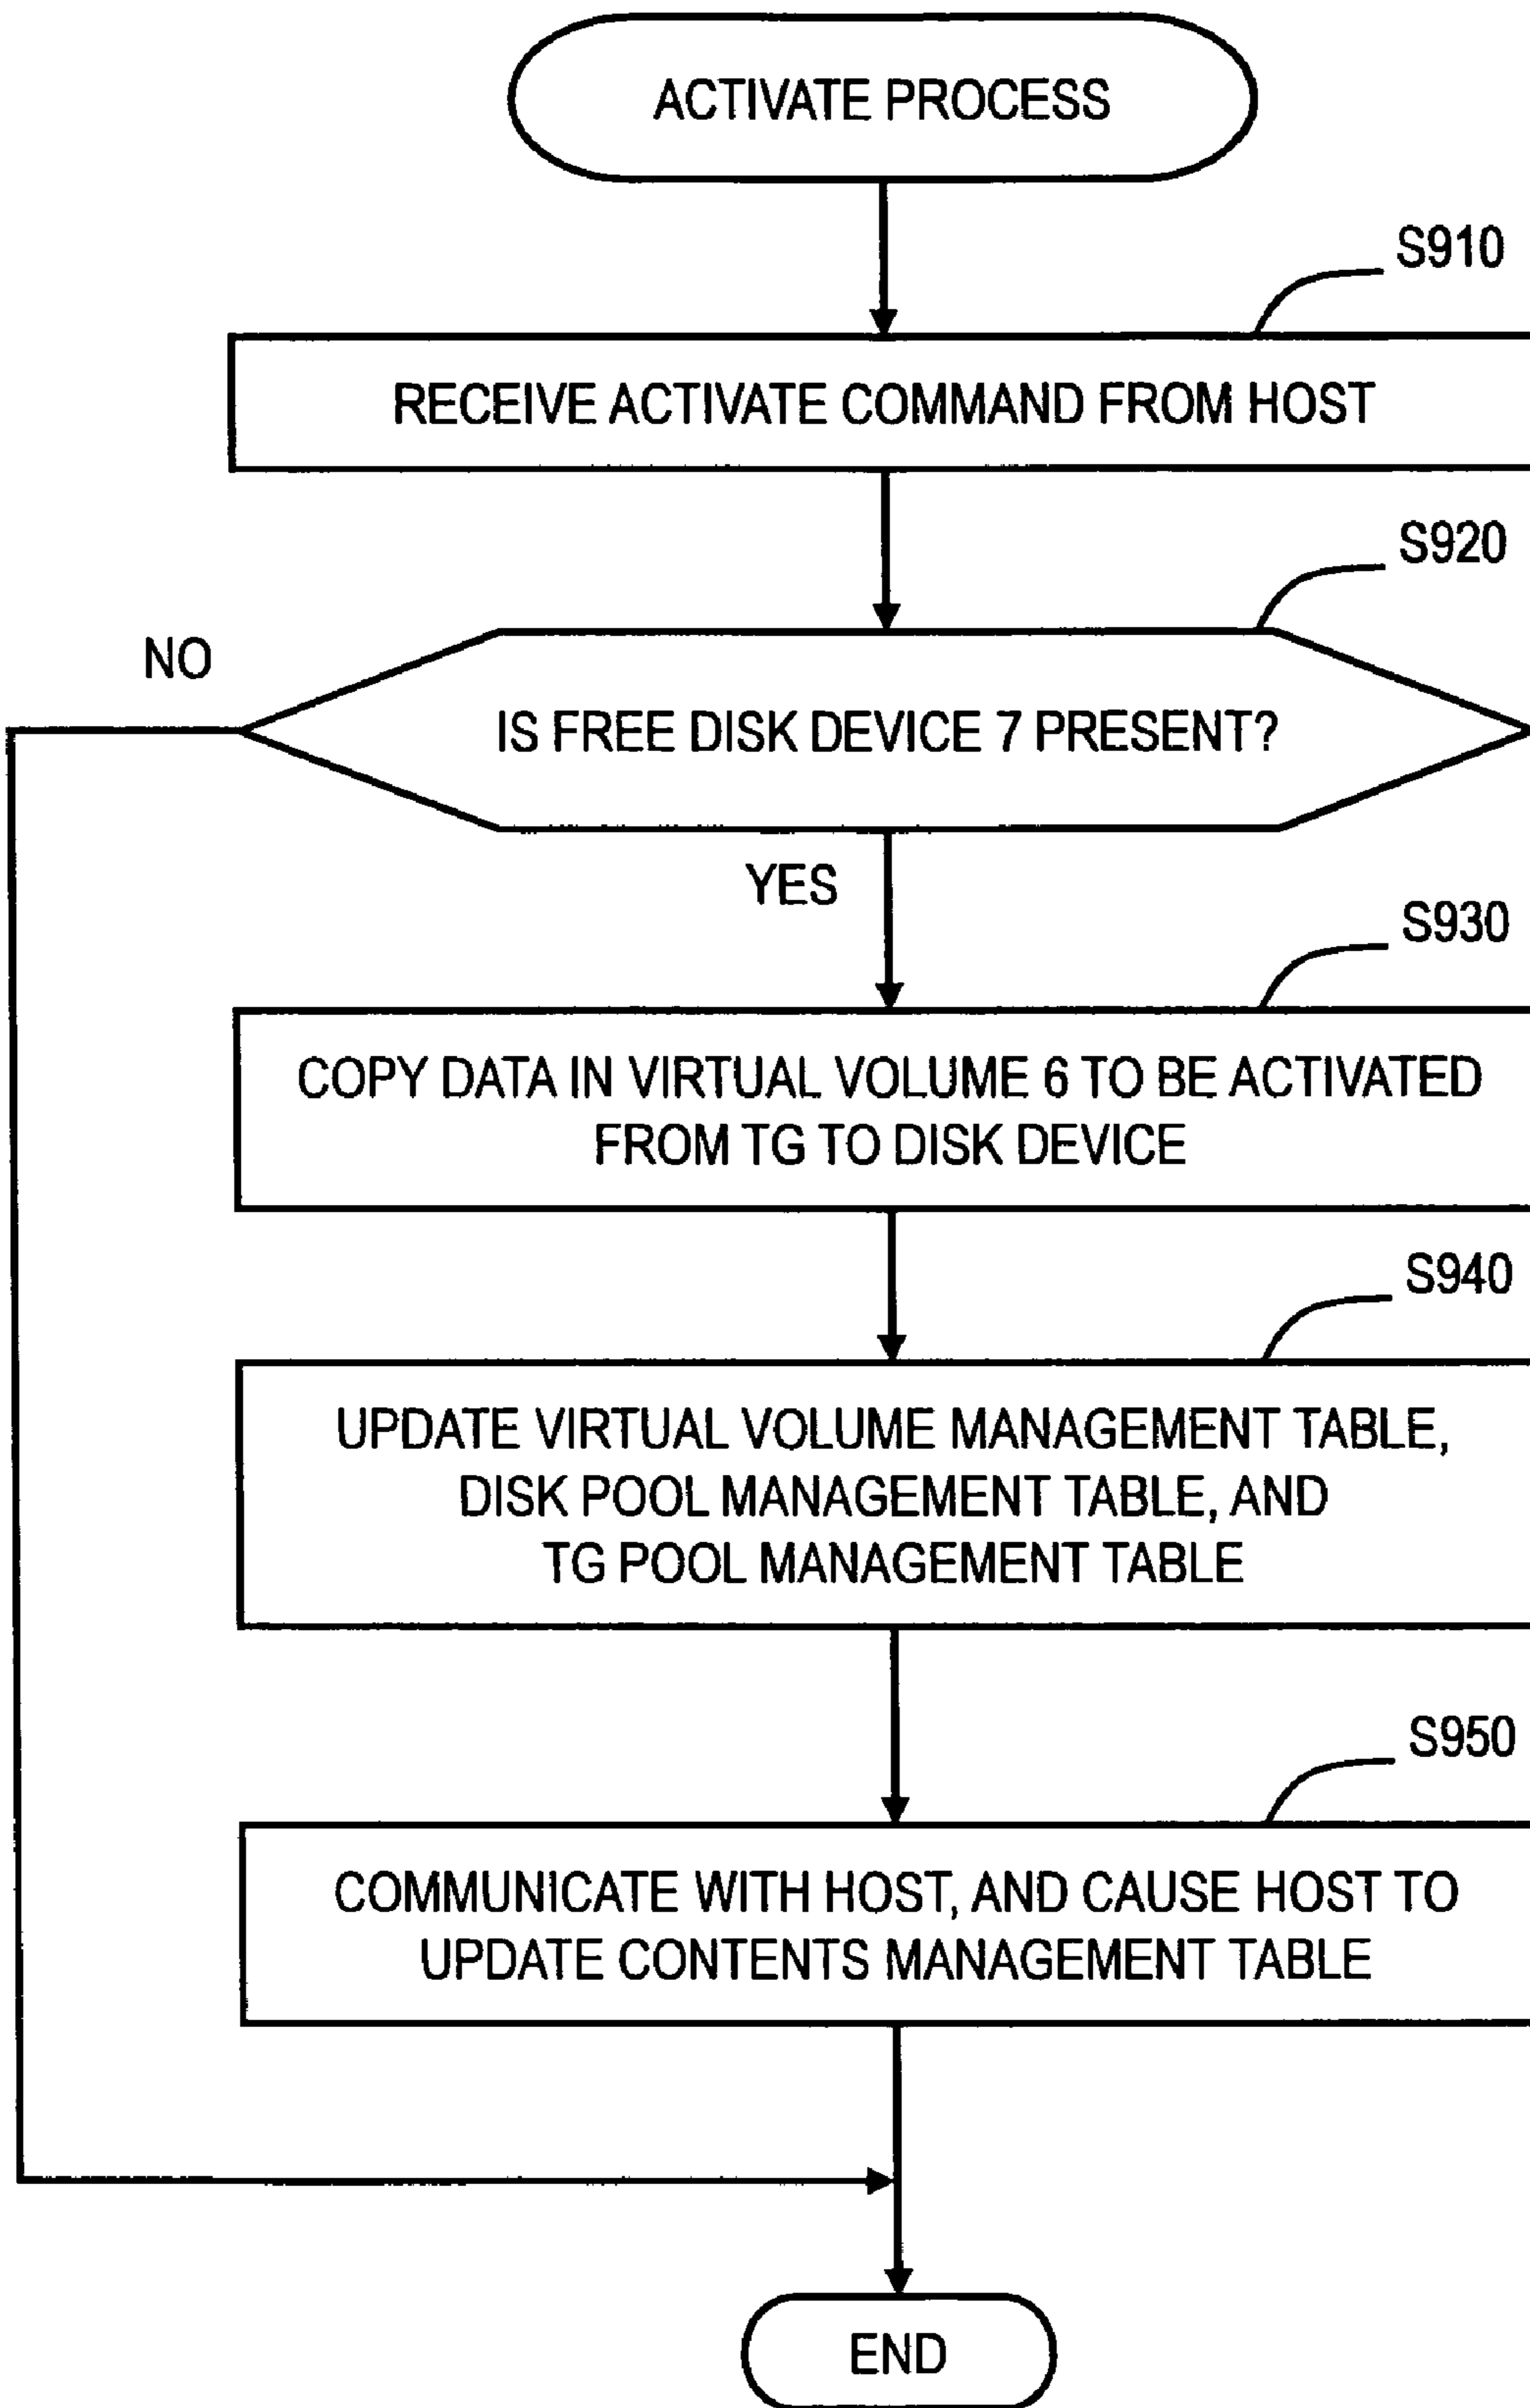 ACTIVATE PROCESS
S910
RECEIVE ACTIVATE COMMAND FROM HOST
S920
NO
IS FREE DISK DEVICE 7 PRESENT?
YES
S930
COPY DATA IN VIRTUAL VOLUME 6 TO BE ACTIVATED
FROM TG TO DISK DEVICE
S940
UPDATE VIRTUAL VOLUME MANAGEMENT TABLE,
DISK POOL MANAGEMENT TABLE, AND
TG POOL MANAGEMENT TABLE
S950
COMMUNICATE WITH HOST, AND CAUSE HOST TO
UPDATE CONTENTS MANAGEMENT TABLE
END